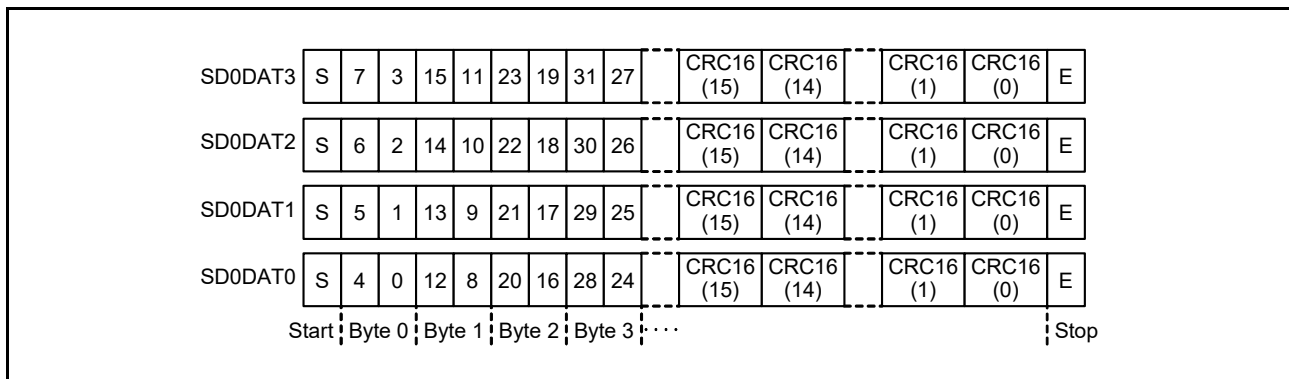 SD0DAT3 S 7 3 15 11 23 19 31 27 CRC16 (15) CRC16 (14) CRC16 (1) CRC16 (0) E
SD0DAT2 S 6 2 14 10 22 18 30 26 CRC16 (15) CRC16 (14) CRC16 (1) CRC16 (0) E
SD0DAT1 S 5 1 13 9 21 17 29 25 CRC16 (15) CRC16 (14) CRC16 (1) CRC16 (0) E
SD0DAT0 S 4 0 12 8 20 16 28 24 CRC16 (15) CRC16 (14) CRC16 (1) CRC16 (0) E
Start Byte 0 Byte 1 Byte 2 Byte 3 ···· Stop